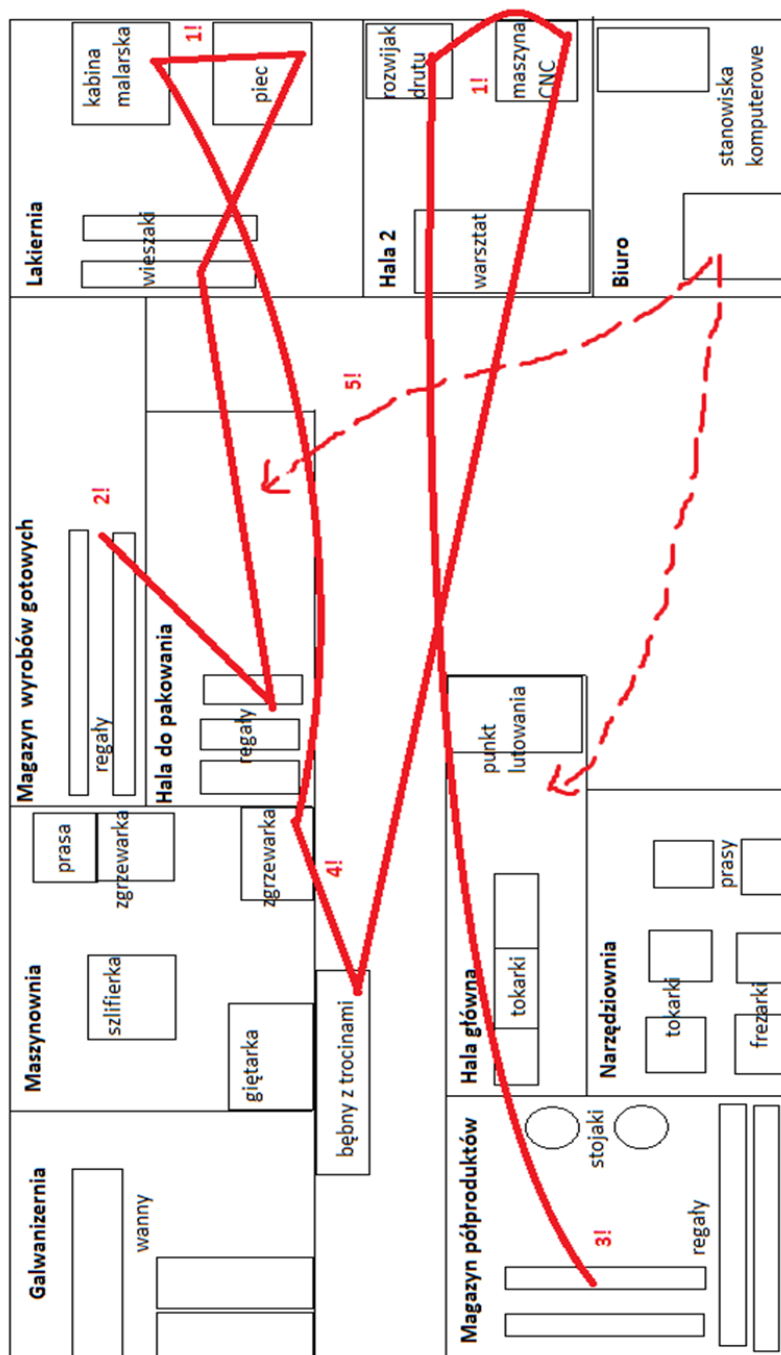 Galwanizernia
wanny
Maszynownia
szlifierka
giętarka
prasa
zgrzewarka
zgrzewarka
Magazyn wyrobów gotowych
regały
2!
Hala do pakowania
regały
Lakiernia
wieszaki
kabina
malarska
1!
piec
bębny z trocinami
4!
5!
Magazyn półproduktów
stojaki
3!
regały
Hala główna
tokarki
punkt
lutowania
Narzędziownia
tokarki
prasy
frezarki
Hala 2
warsztat
rozwijak
drutu
1!
maszyna
CNC
Biuro
stanowiska
komputerowe